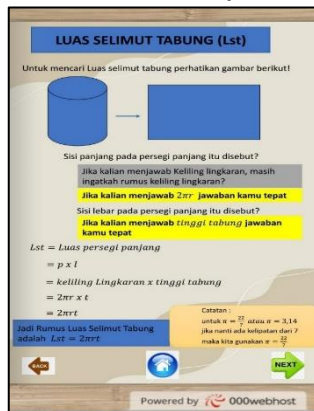 LUAS SELIMUT TABUNG (Lst)
Untuk mencari Luas selimut tabung perhatikan gambar berikut!
Sisi panjang pada persegi panjang itu disebut?
Jika kalian menjawab Keliling lingkaran, masih
ingatkah rumus keliling lingkaran?
Jika kalian menjawab 2πr jawaban kamu tepat
Sisi lebar pada persegi panjang itu disebut?
Jika kalian menjawab tinggi tabung jawaban
kamu tepat
Lst = Luas persegi panjang
= p x l
= keliling Lingkaran x tinggi tabung
= 2πr x t
= 2πrt
Jadi Rumus Luas Selimut Tabung
adalah Lst = 2πrt
Catatan :
untuk π = 22/7 atau π = 3,14
jika nanti ada kelipatan dari 7
maka kita gunakan π = 22/7
BACK
NEXT
Powered by 000webhost